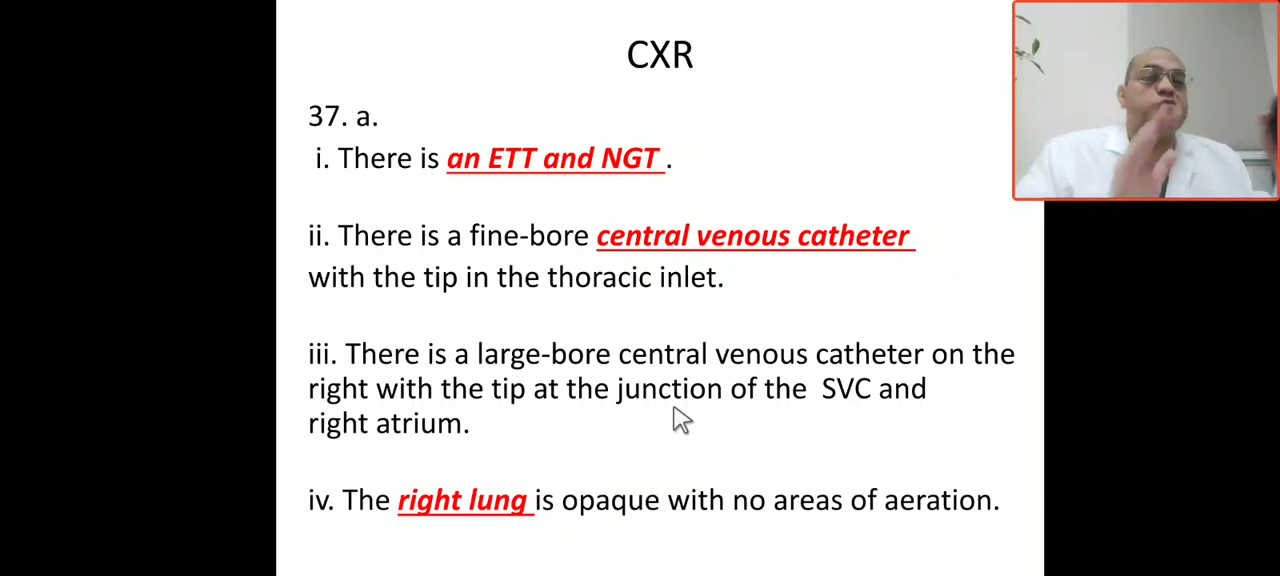 CXR
37. a.
i. There is an ETT and NGT .
ii. There is a fine-bore central venous catheter
with the tip in the thoracic inlet.
iii. There is a large-bore central venous catheter on the
right with the tip at the junction of the SVC and
right atrium.
iv. The right lung is opaque with no areas of aeration.